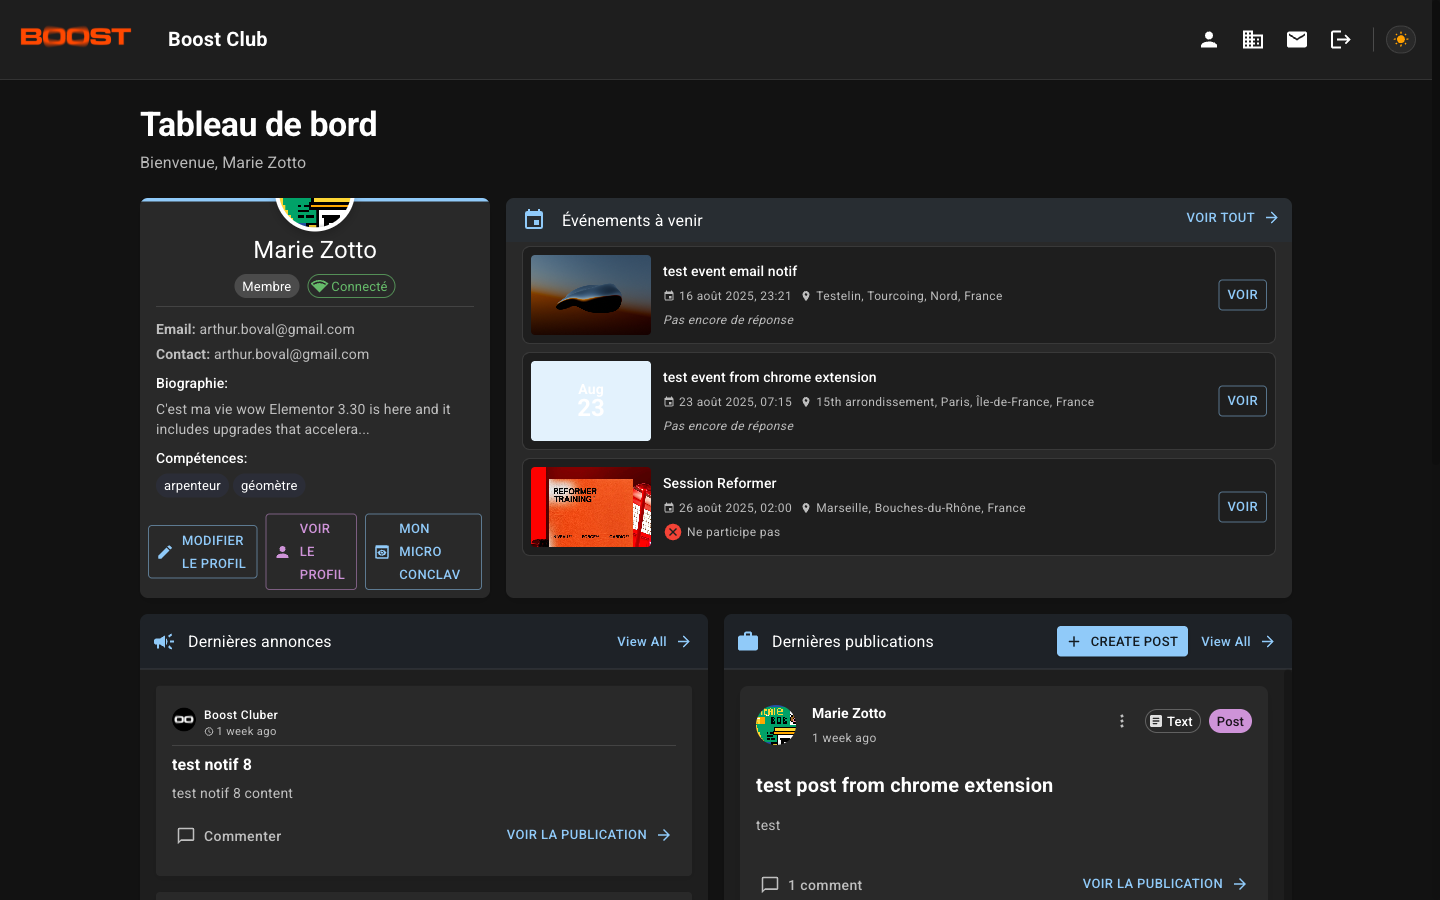 BOOST
Boost Club
Tableau de bord
Bienvenue, Marie Zotto
Marie Zotto
Membre
Connecté
Email: arthur.boval@gmail.com
Contact: arthur.boval@gmail.com
Biographie:
C'est ma vie wow Elementor 3.30 is here and it
includes upgrades that accelera...
Compétences:
arpenteur
géomètre
MODIFIER
LE PROFIL
VOIR
LE
PROFIL
MON
MICRO
CONCLAV
Événements à venir
VOIR TOUT
test event email notif
16 août 2025, 23:21
Testelin, Tourcoing, Nord, France
Pas encore de réponse
VOIR
Aug
23
test event from chrome extension
23 août 2025, 07:15
15th arrondissement, Paris, Île-de-France, France
Pas encore de réponse
VOIR
REFORMER
TRAINING
Session Reformer
26 août 2025, 02:00
Marseille, Bouches-du-Rhône, France
Ne participe pas
VOIR
Dernières annonces
View All
Boost Cluber
1 week ago
test notif 8
test notif 8 content
Commenter
VOIR LA PUBLICATION
Dernières publications
CREATE POST
View All
Marie Zotto
1 week ago
Text
Post
test post from chrome extension
test
1 comment
VOIR LA PUBLICATION